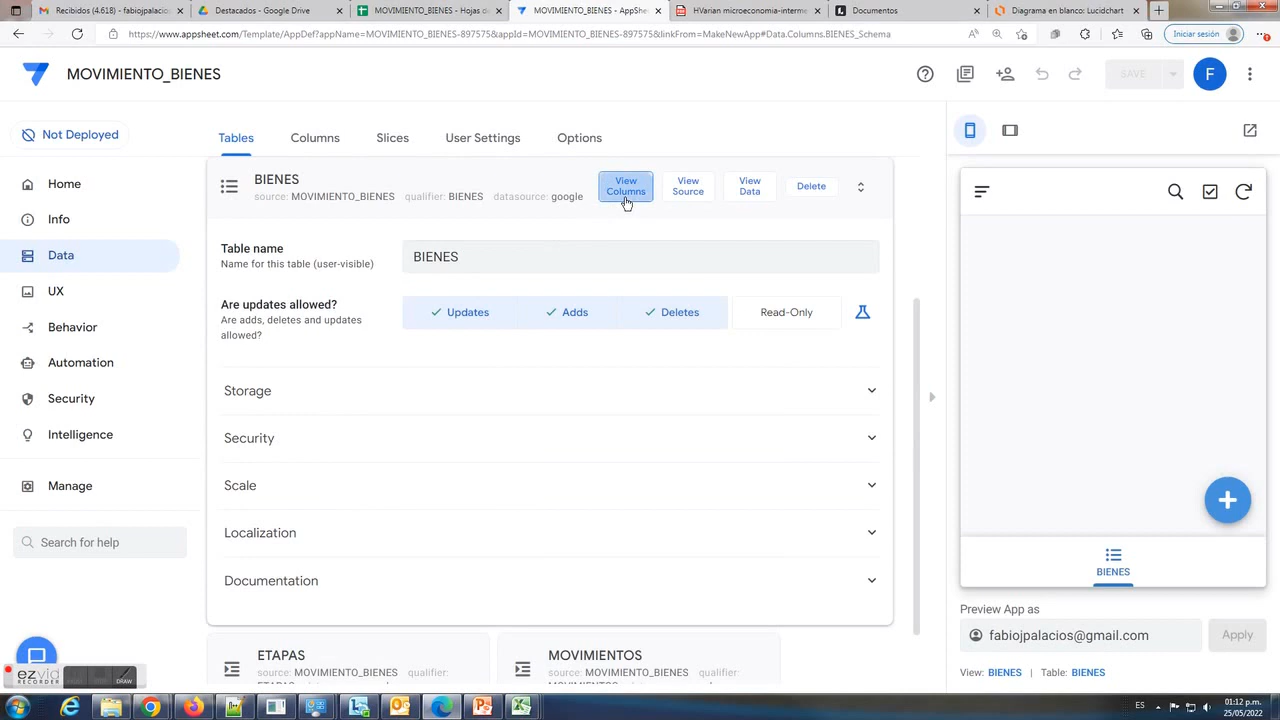 Recibidos (4.618) - fabiojpalacios
Destacados - Google Drive
MOVIMIENTO_BIENES - Hojas de
MOVIMIENTO_BIENES - AppShe
HVarian microeconomia-interme
Documentos
Diagrama en blanco: Lucidchart
https://www.appsheet.com/Template/AppDef?appName=MOVIMIENTO_BIENES-897575&appId=MOVIMIENTO_BIENES-897575&linkFrom=MakeNewApp#Data.Columns.BIENES_Schema
Iniciar sesión
MOVIMIENTO_BIENES
SAVE
F
Not Deployed
Tables
Columns
Slices
User Settings
Options
Home
Info
Data
UX
Behavior
Automation
Security
Intelligence
Manage
Search for help
BIENES
source: MOVIMIENTO_BIENES qualifier: BIENES datasource: google
View
Columns
View
Source
View
Data
Delete
Table name
Name for this table (user-visible)
BIENES
Are updates allowed?
Are adds, deletes and updates
allowed?
Updates
Adds
Deletes
Read-Only
Storage
Security
Scale
Localization
Documentation
ETAPAS
source: MOVIMIENTO_BIENES qualifier:
MOVIMIENTOS
source: MOVIMIENTO_BIENES qualifier:
BIENES
Preview App as
fabiojpalacios@gmail.com
Apply
View: BIENES | Table: BIENES
ezvid
RECORDER
DRAW
ES
01:12 p.m.
25/05/2022